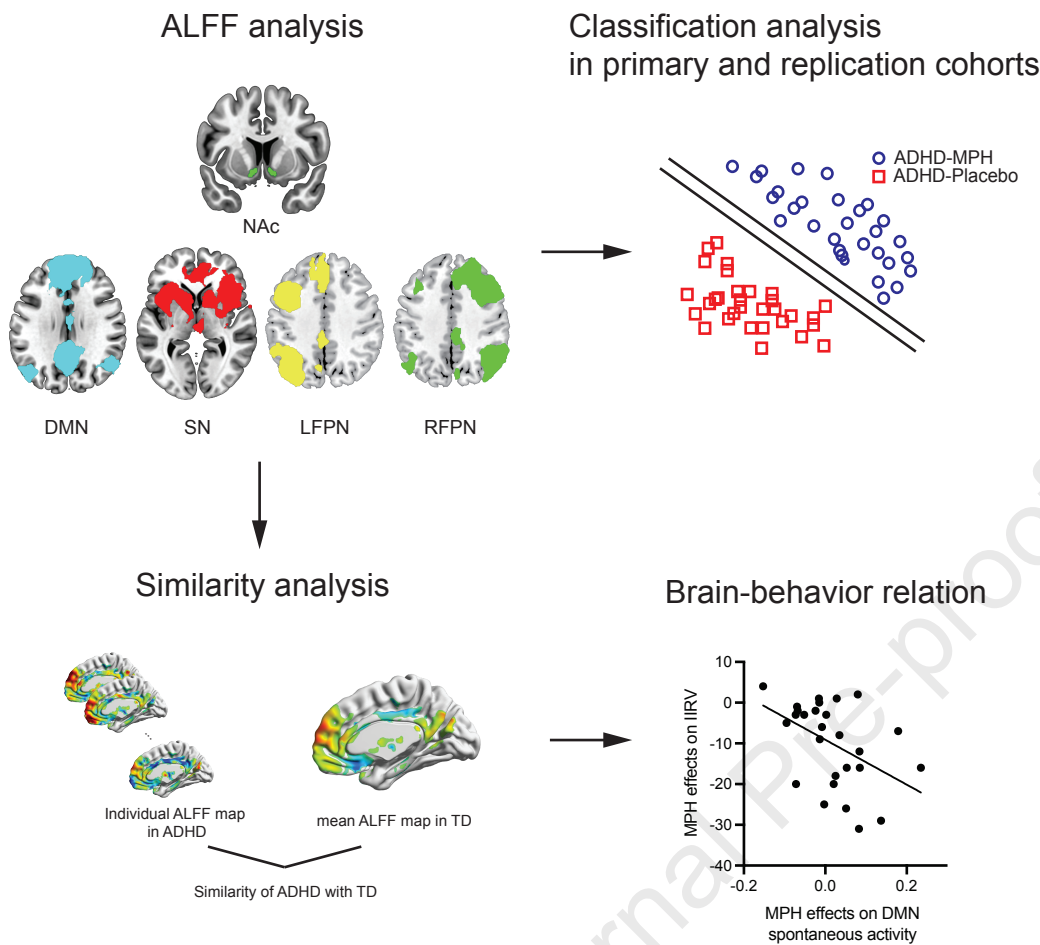 ALFF analysis
NAc
DMN
SN
LFPN
RFPN
Classification analysis
in primary and replication cohorts
ADHD-MPH
ADHD-Placebo
Similarity analysis
Individual ALFF map
in ADHD
mean ALFF map in TD
Similarity of ADHD with TD
Brain-behavior relation
MPH effects on IIRV
10
0
-10
-20
-30
-40
-0.2
0.0
0.2
MPH effects on DMN
spontaneous activity
rnal Pre-proof